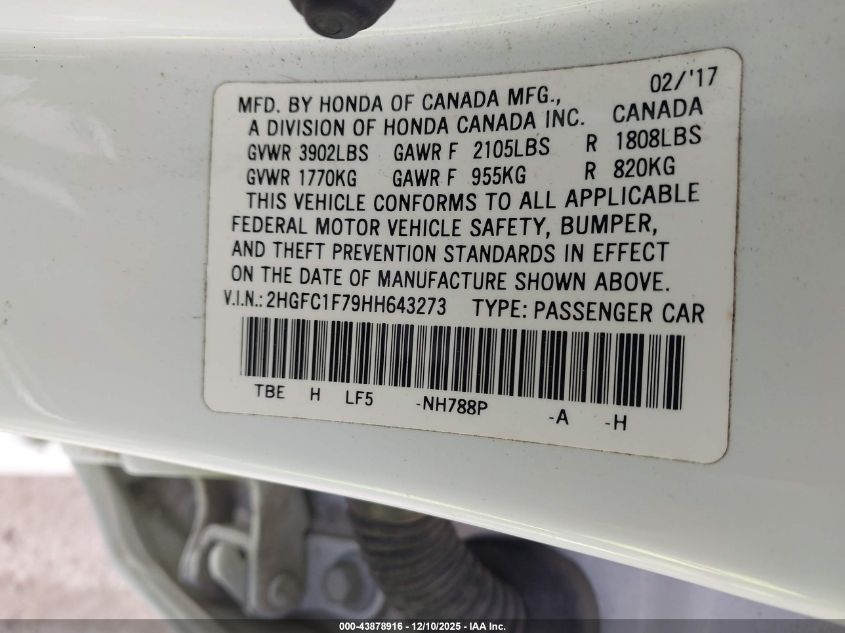 02/'17
MFD. BY HONDA OF CANADA MFG.,
A DIVISION OF HONDA CANADA INC. CANADA
GVWR 3902LBS GAWR F 2105LBS R 1808LBS
GVWR 1770KG GAWR F 955KG R 820KG
THIS VEHICLE CONFORMS TO ALL APPLICABLE
FEDERAL MOTOR VEHICLE SAFETY, BUMPER,
AND THEFT PREVENTION STANDARDS IN EFFECT
ON THE DATE OF MANUFACTURE SHOWN ABOVE.
V.I.N.: 2HGFC1F79HH643273 TYPE: PASSENGER CAR
TBE H LF5 -NH788P -A -H
000-43878916 - 12/10/2025 - IAA Inc.